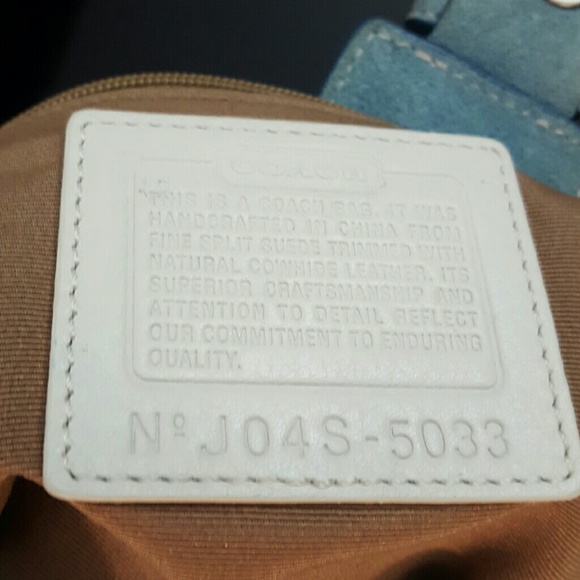 COACH
THIS IS A COACH BAG. IT WAS
HANDCRAFTED IN CHINA FROM
FINE SPLIT SUEDE TRIMMED WITH
NATURAL COWHIDE LEATHER. ITS
SUPERIOR CRAFTSMANSHIP AND
ATTENTION TO DETAIL REFLECT
OUR COMMITMENT TO ENDURING
QUALITY.
Nº J04S-5033